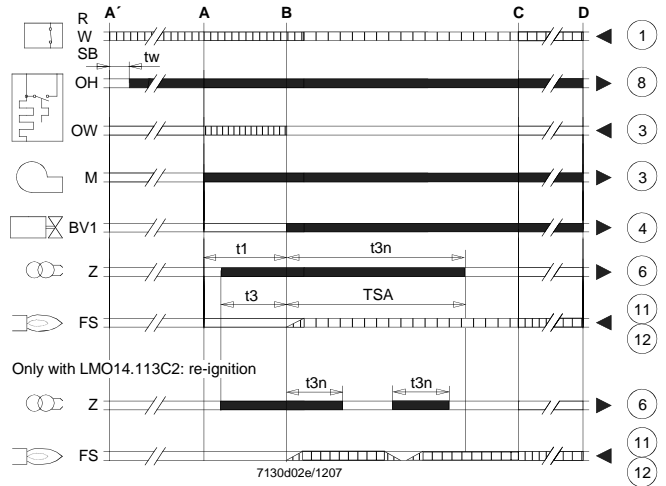 R A´ A B C D
W 1
SB
tw
OH 8
OW 3
M 3
BV1 4
t1 t3n
Z 6
t3 TSA
FS 11
12
Only with LMO14.113C2: re-ignition
t3n t3n
Z 6
FS 11
7130d02e/1207 12